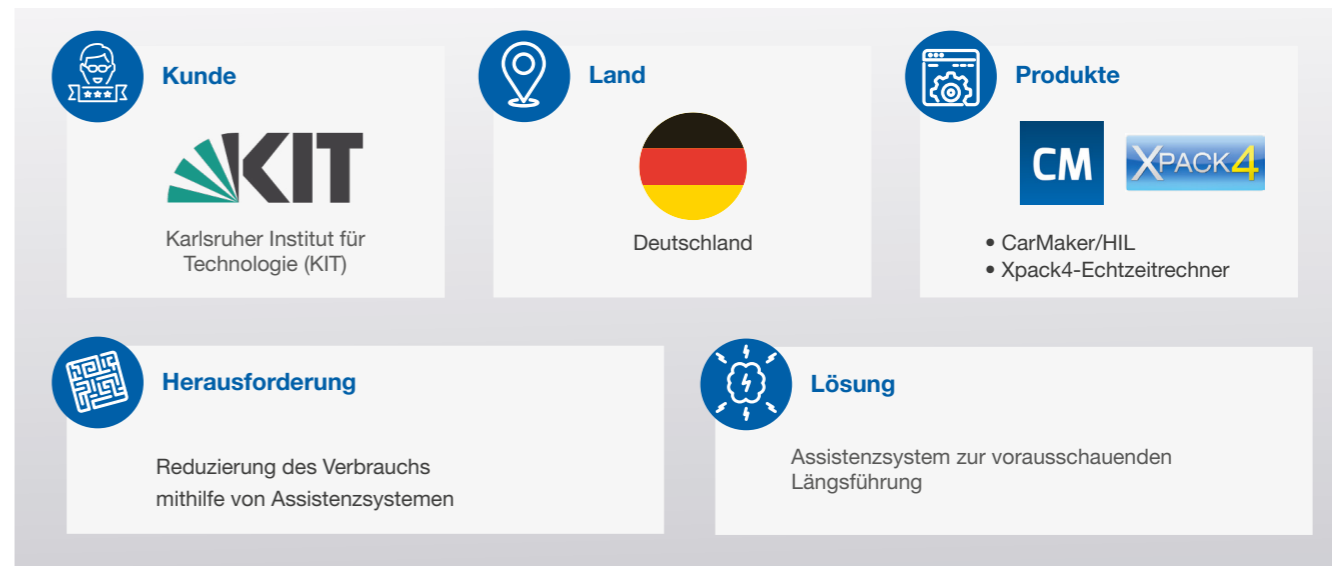 Kunde
KIT
Karlsruher Institut für
Technologie (KIT)
Land
Deutschland
Produkte
CM
XPACK4
• CarMaker/HIL
• Xpack4-Echtzeitrechner
Herausforderung
Reduzierung des Verbrauchs
mithilfe von Assistenzsystemen
Lösung
Assistenzsystem zur vorausschauenden
Längsführung